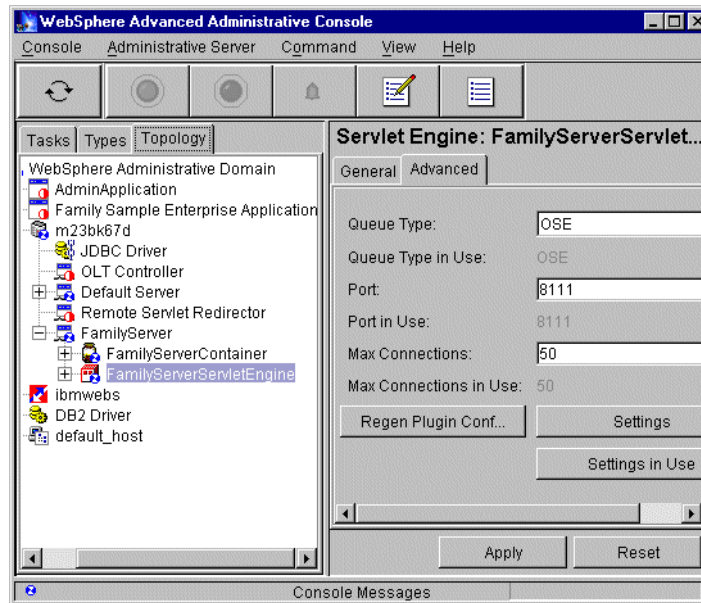 WebSphere Advanced Administrative Console
Console Administrative Server Command View Help
Tasks Types Topology
WebSphere Administrative Domain
AdminApplication
Family Sample Enterprise Application
m23bk67d
JDBC Driver
OLT Controller
Default Server
Remote Servlet Redirector
FamilyServer
FamilyServerContainer
FamilyServerServletEngine
ibmwebs
DB2 Driver
default_host
Servlet Engine: FamilyServerServlet...
General Advanced
Queue Type: OSE
Queue Type in Use: OSE
Port: 8111
Port in Use: 8111
Max Connections: 50
Max Connections in Use: 50
Regen Plugin Conf... Settings
Settings in Use
Apply Reset
Console Messages